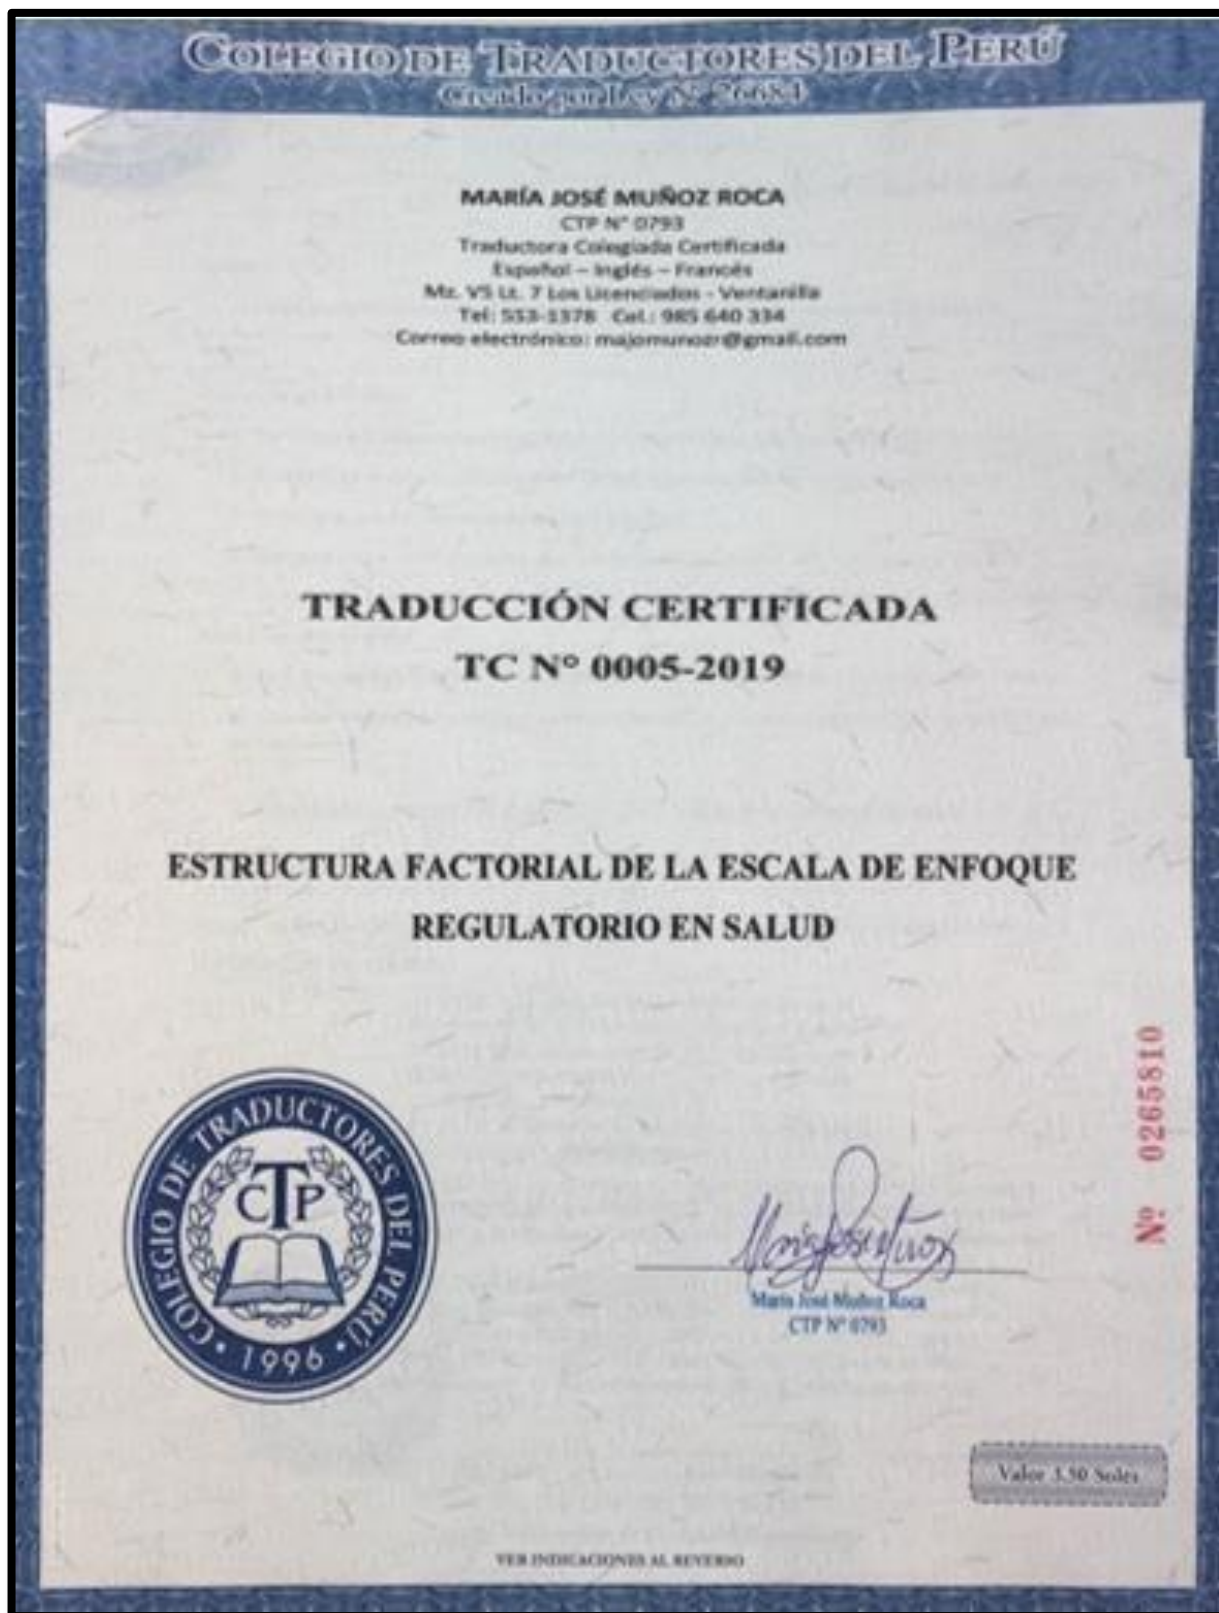 COLEGIO DE TRADUCTORES DEL PERÚ
Creado por Ley Nº 26684
MARÍA JOSÉ MUÑOZ ROCA
CTP N° 0793
Traductora Colegiada Certificada
Español – Inglés – Francés
Mz. V5 Lt. 7 Los Licenciados - Ventanilla
Tel: 553-1378 Cel.: 985 640 334
Correo electrónico: majomunozr@gmail.com
TRADUCCIÓN CERTIFICADA
TC N° 0005-2019
ESTRUCTURA FACTORIAL DE LA ESCALA DE ENFOQUE
REGULATORIO EN SALUD
Nº 0265810
COLEGIO DE TRADUCTORES DEL PERÚ
CTP
· 1996 ·
María José Muñoz Roca
CTP N° 0793
Valor 3.50 Soles
VER INDICACIONES AL REVERSO